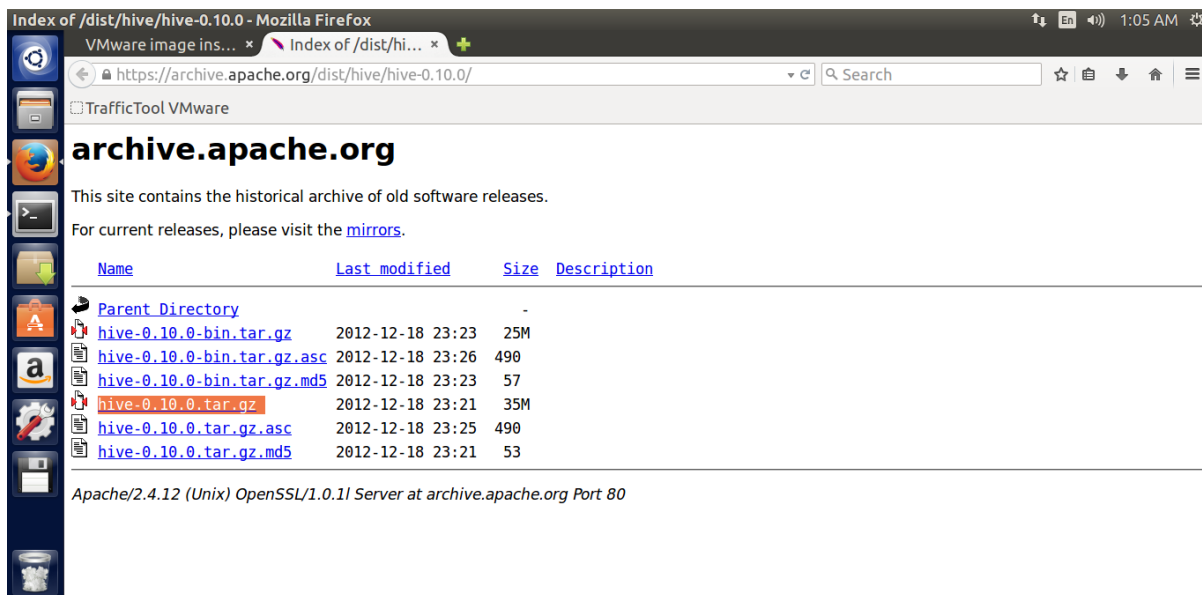 Index of /dist/hive/hive-0.10.0 - Mozilla Firefox En 1:05 AM
VMware image ins... × Index of /dist/hi... ×
https://archive.apache.org/dist/hive/hive-0.10.0/ Search
TrafficTool VMware
archive.apache.org
This site contains the historical archive of old software releases.
For current releases, please visit the mirrors.
Name Last modified Size Description
Parent Directory -
hive-0.10.0-bin.tar.gz 2012-12-18 23:23 25M
hive-0.10.0-bin.tar.gz.asc 2012-12-18 23:26 490
hive-0.10.0-bin.tar.gz.md5 2012-12-18 23:23 57
hive-0.10.0.tar.gz 2012-12-18 23:21 35M
hive-0.10.0.tar.gz.asc 2012-12-18 23:25 490
hive-0.10.0.tar.gz.md5 2012-12-18 23:21 53
Apache/2.4.12 (Unix) OpenSSL/1.0.1l Server at archive.apache.org Port 80